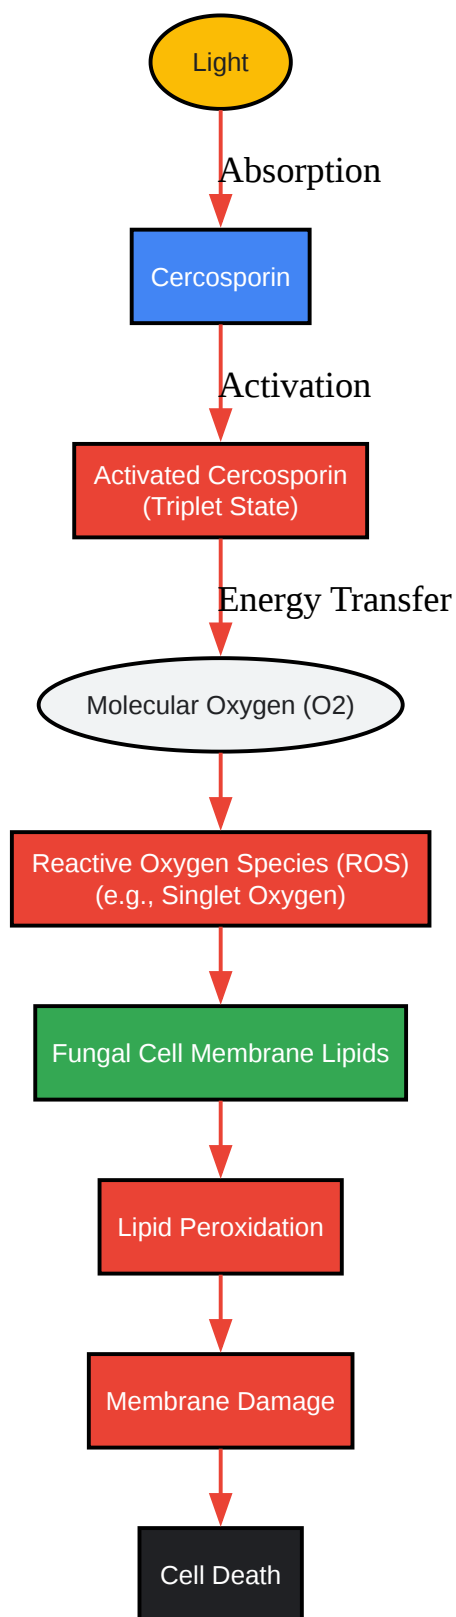 Light
Absorption
Cercosporin
Activation
Activated Cercosporin
(Triplet State)
Energy Transfer
Molecular Oxygen (O2)
Reactive Oxygen Species (ROS)
(e.g., Singlet Oxygen)
Fungal Cell Membrane Lipids
Lipid Peroxidation
Membrane Damage
Cell Death